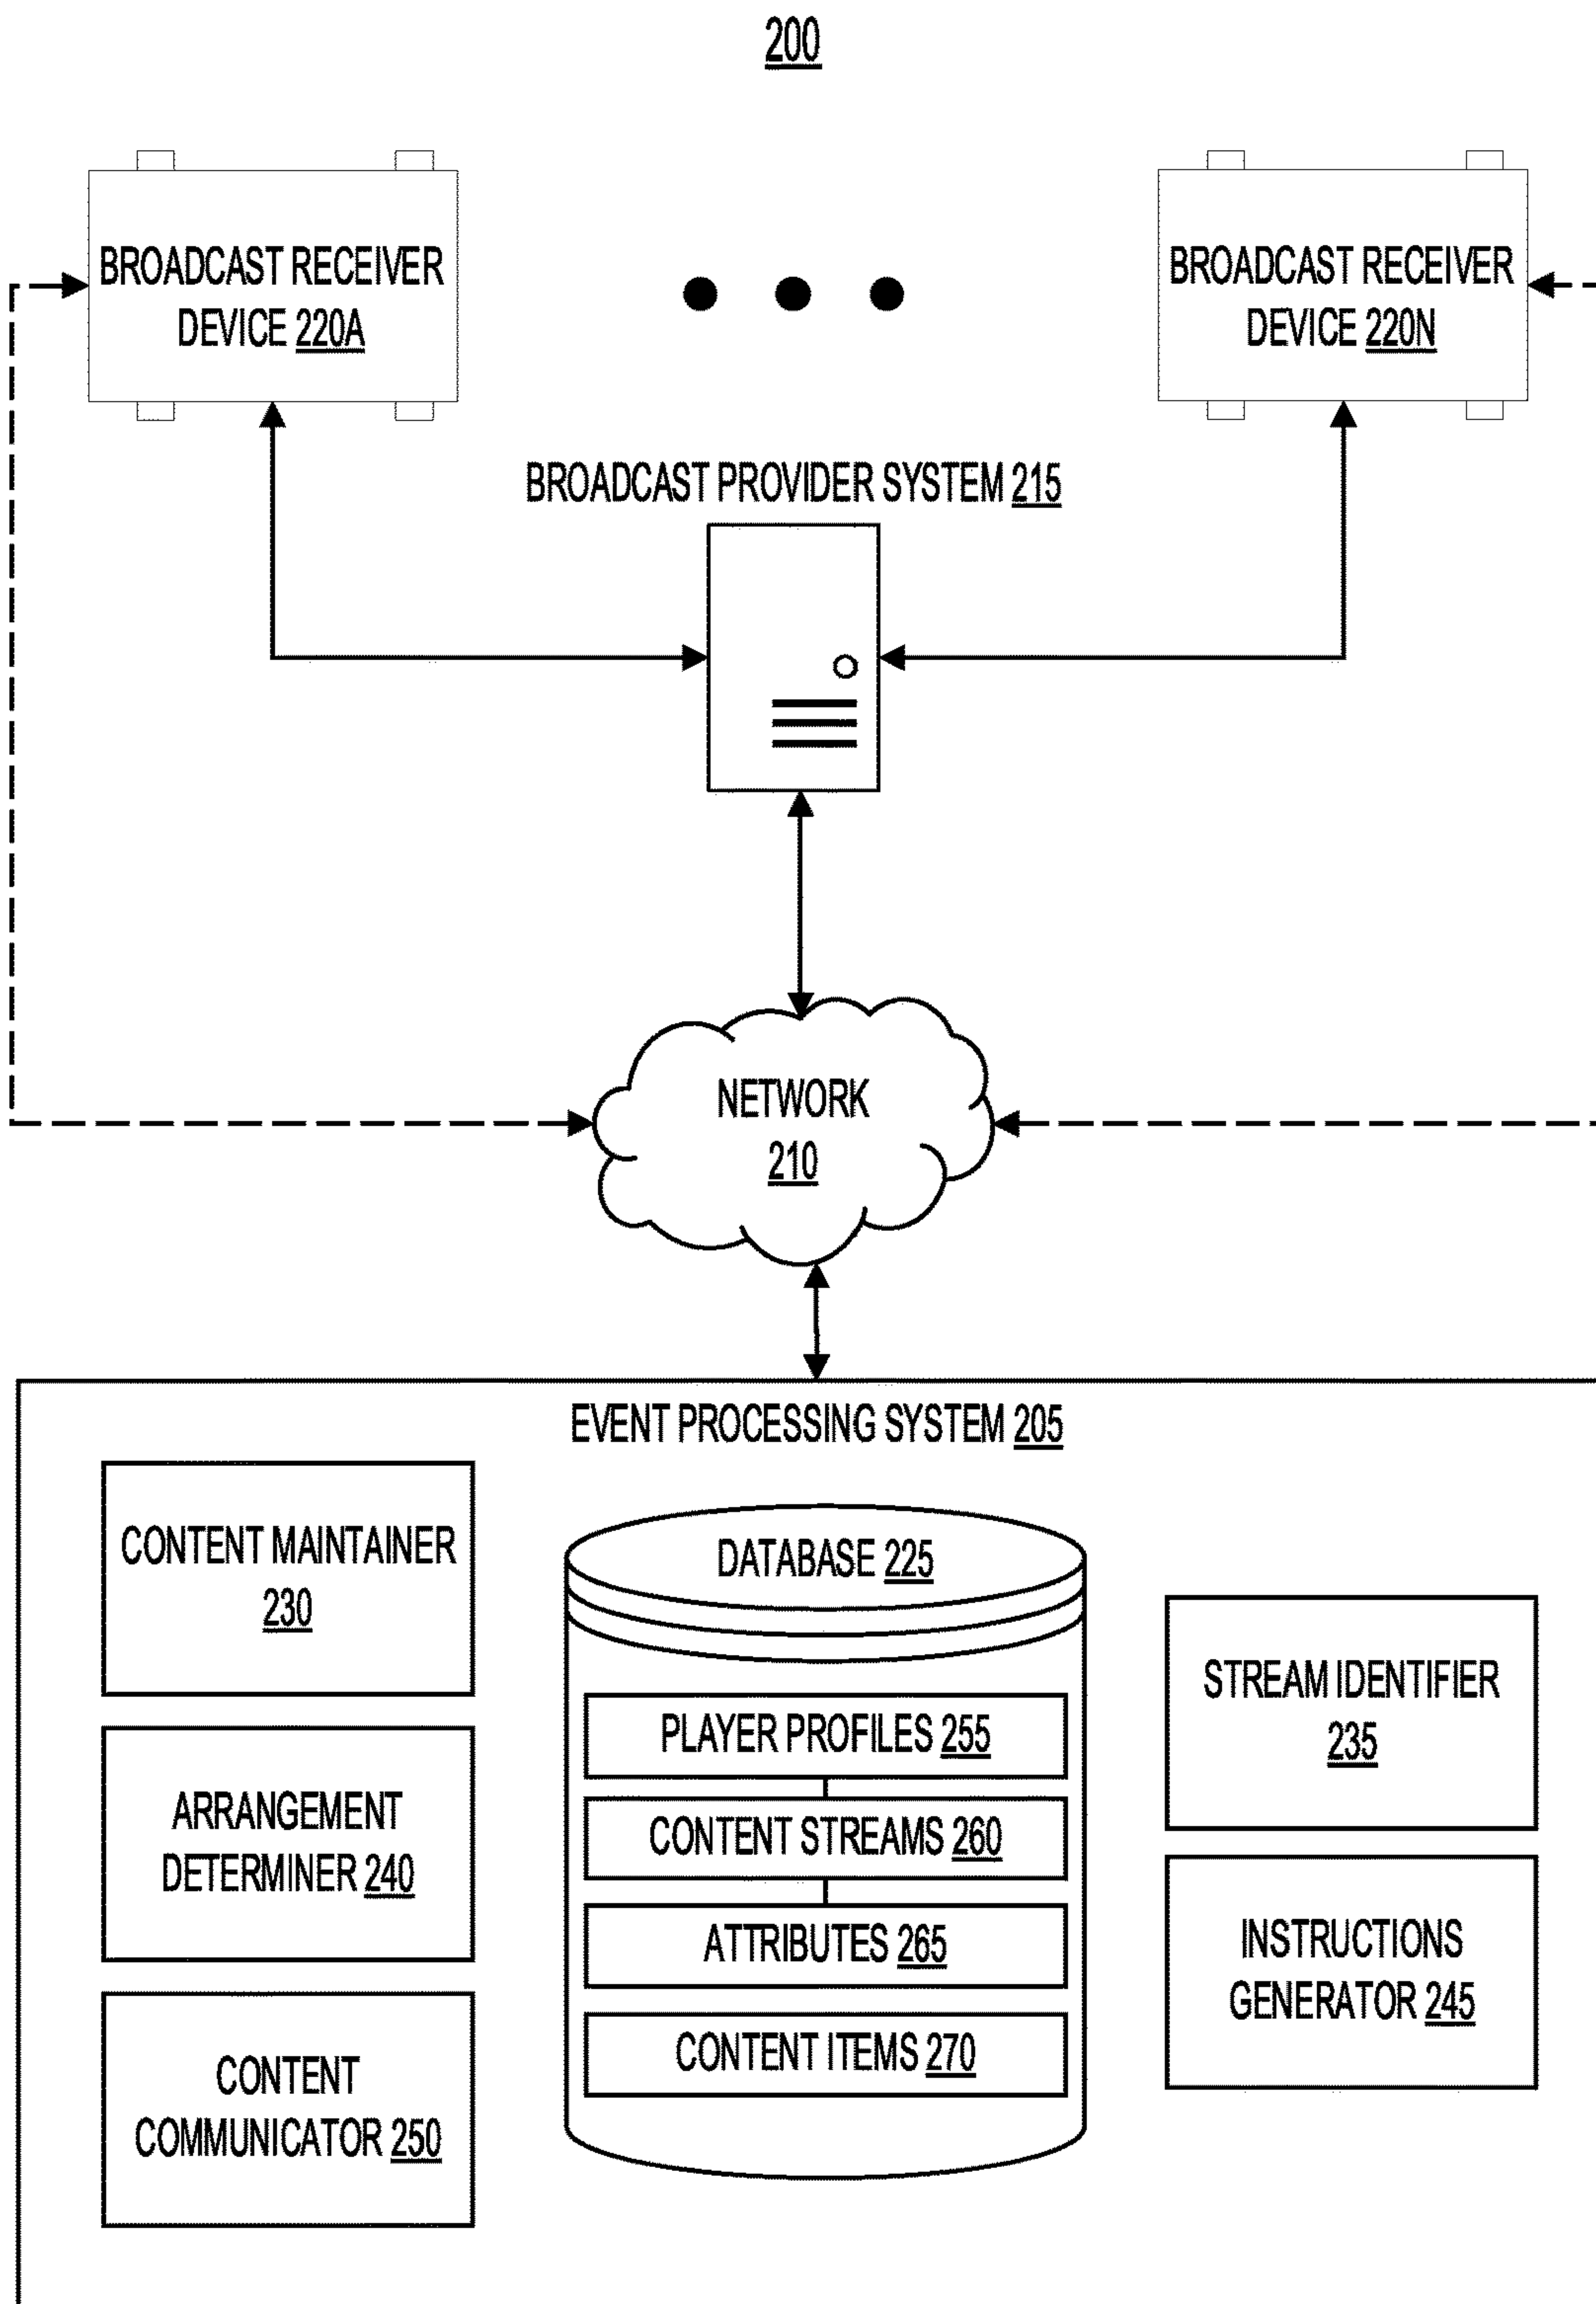 200
BROADCAST RECEIVER
DEVICE 220A
BROADCAST RECEIVER
DEVICE 220N
BROADCAST PROVIDER SYSTEM 215
NETWORK
210
EVENT PROCESSING SYSTEM 205
CONTENT MAINTAINER
230
ARRANGEMENT
DETERMINER 240
CONTENT
COMMUNICATOR 250
DATABASE 225
PLAYER PROFILES 255
CONTENT STREAMS 260
ATTRIBUTES 265
CONTENT ITEMS 270
STREAM IDENTIFIER
235
INSTRUCTIONS
GENERATOR 245